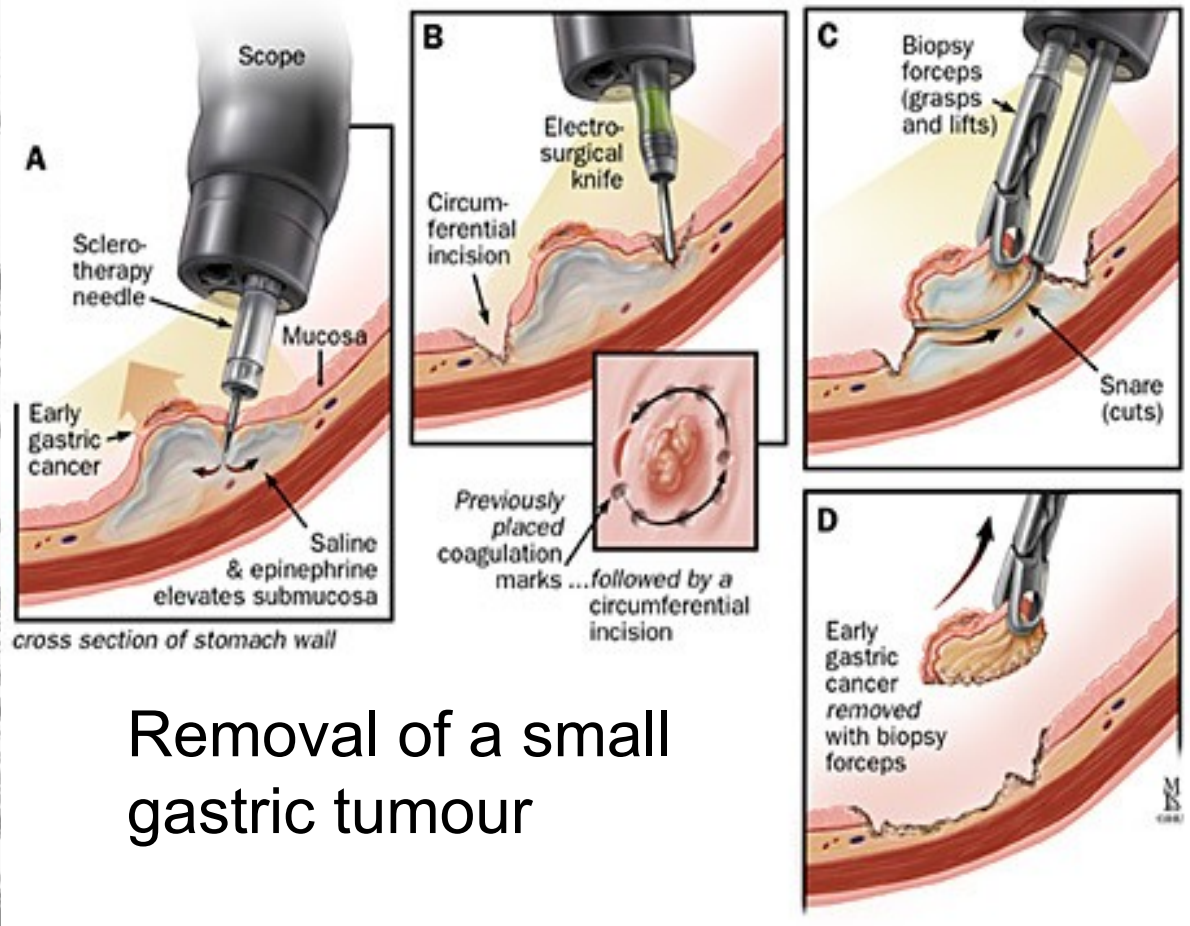 Scope
A
Sclero-
therapy
needle
Mucosa
Early
gastric
cancer
Saline
& epinephrine
elevates submucosa
cross section of stomach wall
B
Electro-
surgical
knife
Circum-
ferential
incision
Previously
placed
coagulation
marks ...followed by a
circumferential
incision
C
Biopsy
forceps
(grasps
and lifts)
Snare
(cuts)
D
Early
gastric
cancer
removed
with biopsy
forceps
Removal of a small
gastric tumour